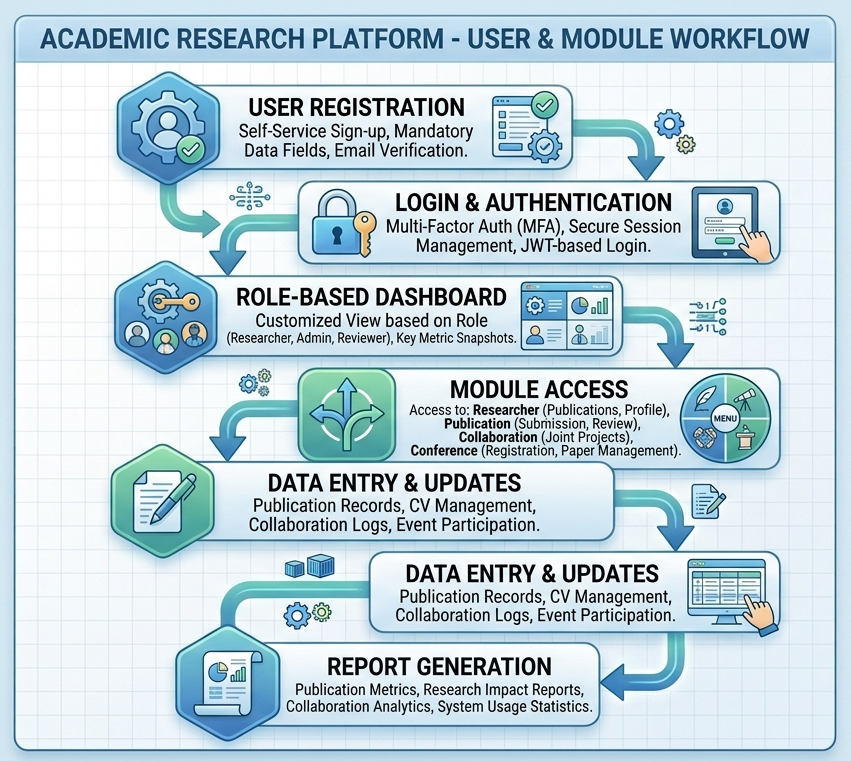 ACADEMIC RESEARCH PLATFORM - USER & MODULE WORKFLOW
USER REGISTRATION
Self-Service Sign-up, Mandatory
Data Fields, Email Verification.
LOGIN & AUTHENTICATION
Multi-Factor Auth (MFA), Secure Session
Management, JWT-based Login.
ROLE-BASED DASHBOARD
Customized View based on Role
(Researcher, Admin, Reviewer), Key Metric Snapshots.
MODULE ACCESS
Access to: Researcher (Publications, Profile),
Publication (Submission, Review),
Collaboration (Joint Projects),
Conference (Registration, Paper Management).
MENU
DATA ENTRY & UPDATES
Publication Records, CV Management,
Collaboration Logs, Event Participation.
DATA ENTRY & UPDATES
Publication Records, CV Management,
Collaboration Logs, Event Participation.
REPORT GENERATION
Publication Metrics, Research Impact Reports,
Collaboration Analytics, System Usage Statistics.